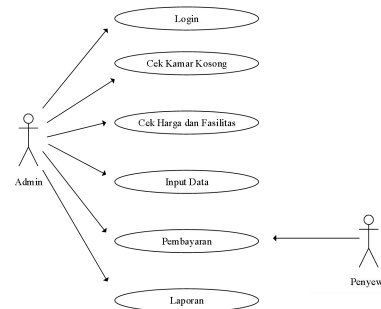 Login
Cek Kamar Kosong
Cek Harga dan Fasilitas
Admin
Input Data
Pembayaran
Penyew
Laporan